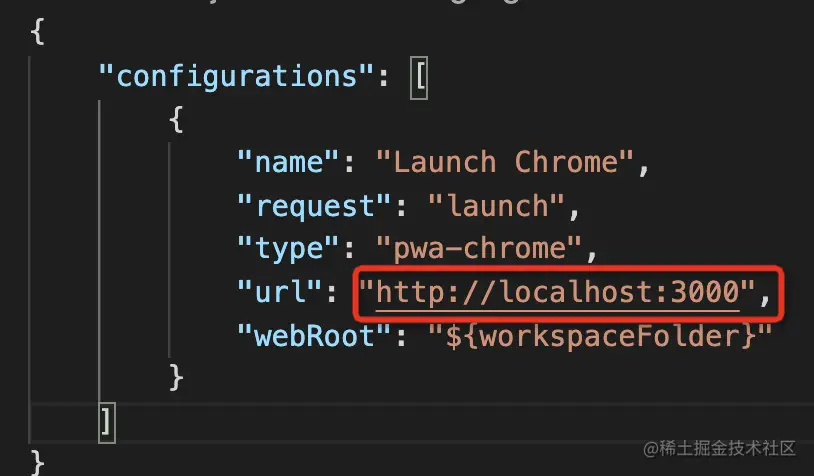 {
"configurations": [
{
"name": "Launch Chrome",
"request": "launch",
"type": "pwa-chrome",
"url": "http://localhost:3000",
"webRoot": "${workspaceFolder}"
}
]
}
@稀土掘金技术社区